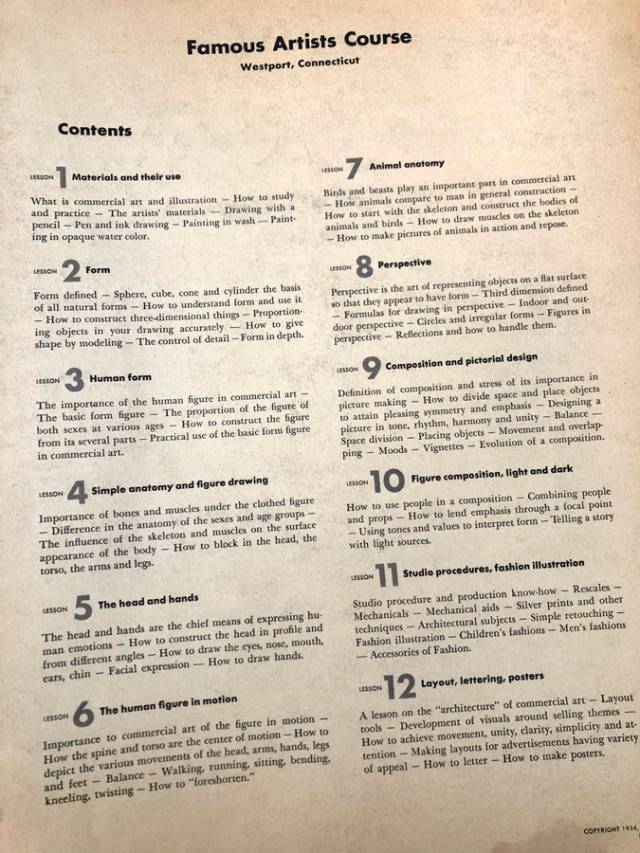 Famous Artists Course
Westport, Connecticut
Contents
LESSON 1 Materials and their use
What is commercial art and illustration — How to study
and practice — The artists' materials — Drawing with a
pencil — Pen and ink drawing — Painting in wash — Paint-
ing in opaque water color.
LESSON 2 Form
Form defined — Sphere, cube, cone and cylinder the basis
of all natural forms — How to understand form and use it
— How to construct three-dimensional things — Proportion-
ing objects in your drawing accurately — How to give
shape by modeling — The control of detail — Form in depth.
LESSON 3 Human form
The importance of the human figure in commercial art —
The basic form figure — The proportion of the figure of
both sexes at various ages — How to construct the figure
from its several parts — Practical use of the basic form figure
in commercial art.
LESSON 4 Simple anatomy and figure drawing
Importance of bones and muscles under the clothed figure
— Difference in the anatomy of the sexes and age groups —
The influence of the skeleton and muscles on the surface
appearance of the body — How to block in the head, the
torso, the arms and legs.
LESSON 5 The head and hands
The head and hands are the chief means of expressing hu-
man emotions — How to construct the head in profile and
from different angles — How to draw the eyes, nose, mouth,
ears, chin — Facial expression — How to draw hands.
LESSON 6 The human figure in motion
Importance to commercial art of the figure in motion —
How the spine and torso are the center of motion — How to
depict the various movements of the head, arms, hands, legs
and feet — Balance — Walking, running, sitting, bending,
kneeling, twisting — How to "foreshorten."
LESSON 7 Animal anatomy
Birds and beasts play an important part in commercial art
— How animals compare to man in general construction —
How to start with the skeleton and construct the bodies of
animals and birds — How to draw muscles on the skeleton
— How to make pictures of animals in action and repose.
LESSON 8 Perspective
Perspective is the art of representing objects on a flat surface
so that they appear to have form — Third dimension defined
— Formulas for drawing in perspective — Indoor and out-
door perspective — Circles and irregular forms — Figures in
perspective — Reflections and how to handle them.
LESSON 9 Composition and pictorial design
Definition of composition and stress of its importance in
picture making — How to divide space and place objects
to attain pleasing symmetry and emphasis — Designing a
picture in tone, rhythm, harmony and unity — Balance —
Space division — Placing objects — Movement and overlap-
ping — Moods — Vignettes — Evolution of a composition.
LESSON 10 Figure composition, light and dark
How to use people in a composition — Combining people
and props — How to lend emphasis through a focal point
— Using tones and values to interpret form — Telling a story
with light sources.
LESSON 11 Studio procedures, fashion illustration
Studio procedure and production know-how — Rescales —
Mechanicals — Mechanical aids — Silver prints and other
techniques — Architectural subjects — Simple retouching —
Fashion illustration — Children's fashions — Men's fashions
— Accessories of Fashion.
LESSON 12 Layout, lettering, posters
A lesson on the "architecture" of commercial art — Layout
tools — Development of visuals around selling themes —
How to achieve movement, unity, clarity, simplicity and at-
tention — Making layouts for advertisements having variety
of appeal — How to letter — How to make posters.
COPYRIGHT 1954,